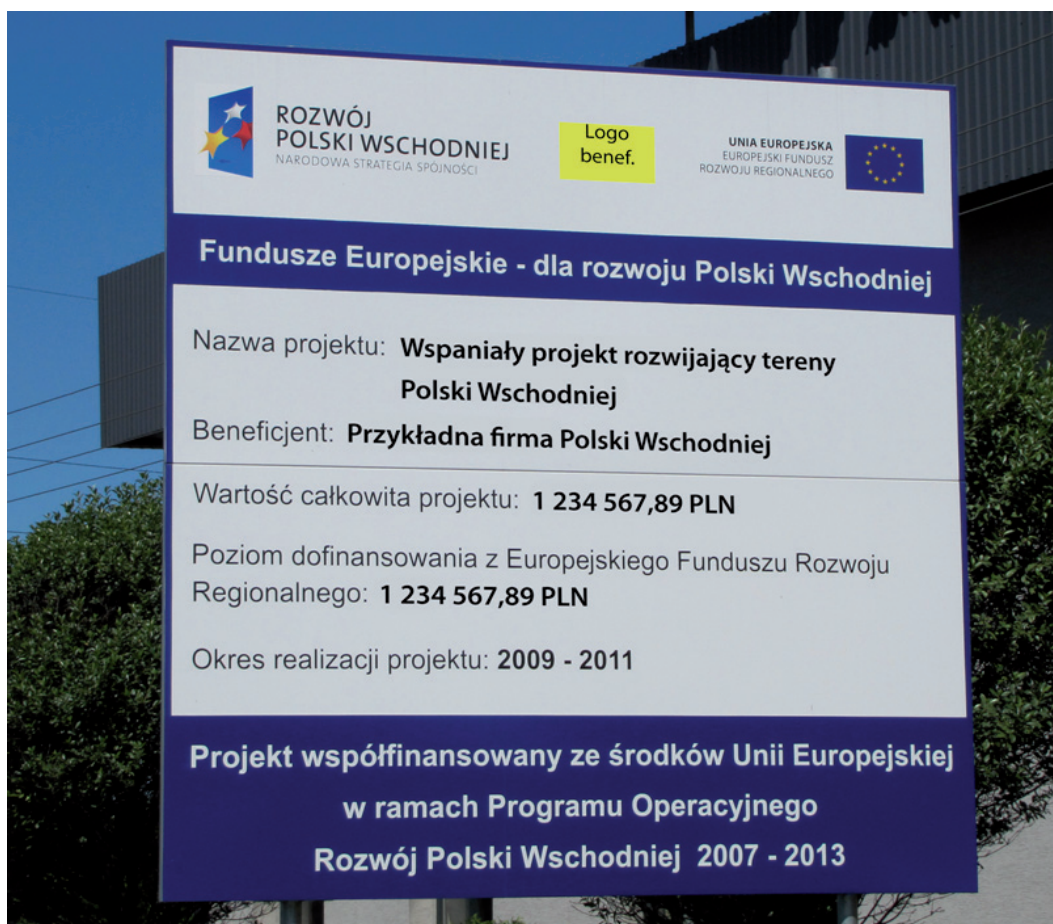 ROZWÓJ
POLSKI WSCHODNIEJ
NARODOWA STRATEGIA SPÓJNOŚCI
Logo
benef.
UNIA EUROPEJSKA
EUROPEJSKI FUNDUSZ
ROZWOJU REGIONALNEGO
Fundusze Europejskie - dla rozwoju Polski Wschodniej
Nazwa projektu: Wspaniały projekt rozwijający tereny
Polski Wschodniej
Beneficjent: Przykładna firma Polski Wschodniej
Wartość całkowita projektu: 1 234 567,89 PLN
Poziom dofinansowania z Europejskiego Funduszu Rozwoju
Regionalnego: 1 234 567,89 PLN
Okres realizacji projektu: 2009 - 2011
Projekt współfinansowany ze środków Unii Europejskiej
w ramach Programu Operacyjnego
Rozwój Polski Wschodniej 2007 - 2013